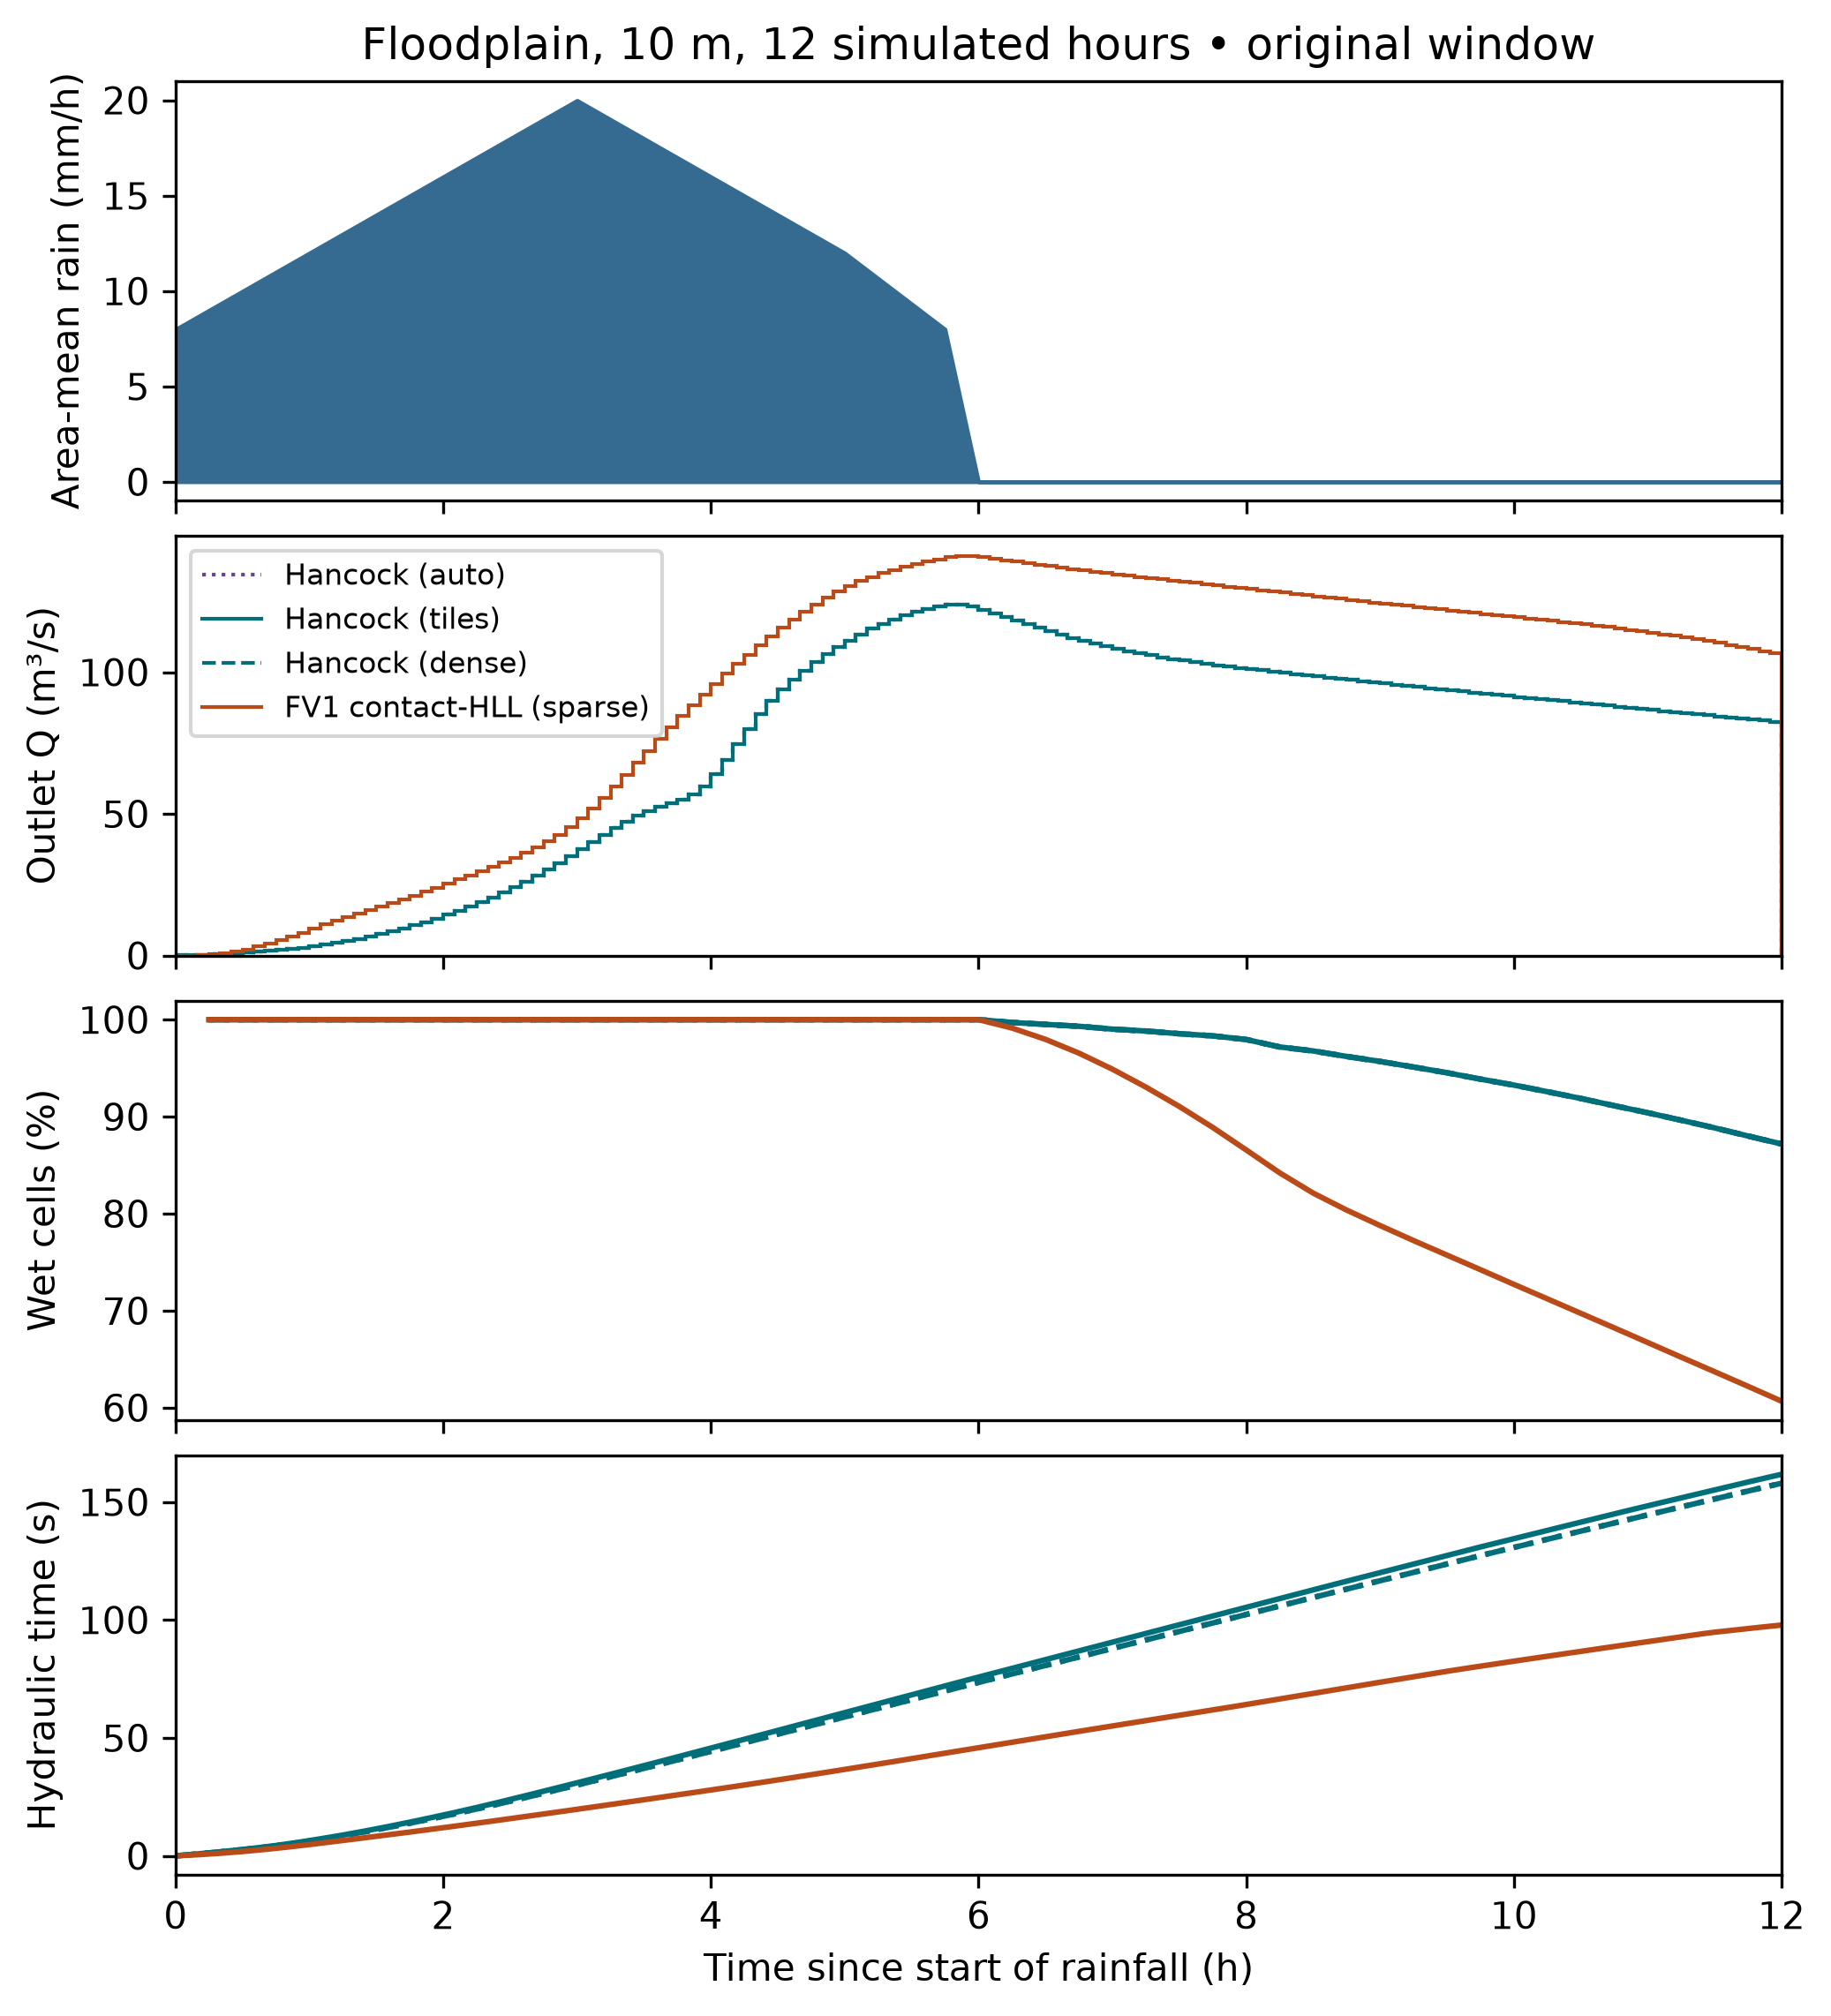 Floodplain, 10 m, 12 simulated hours • original window
Area-mean rain (mm/h)
20
15
10
5
0
Outlet Q (m³/s)
100
50
0
Hancock (auto)
Hancock (tiles)
Hancock (dense)
FV1 contact-HLL (sparse)
Wet cells (%)
100
90
80
70
60
Hydraulic time (s)
150
100
50
0
0 2 4 6 8 10 12
Time since start of rainfall (h)